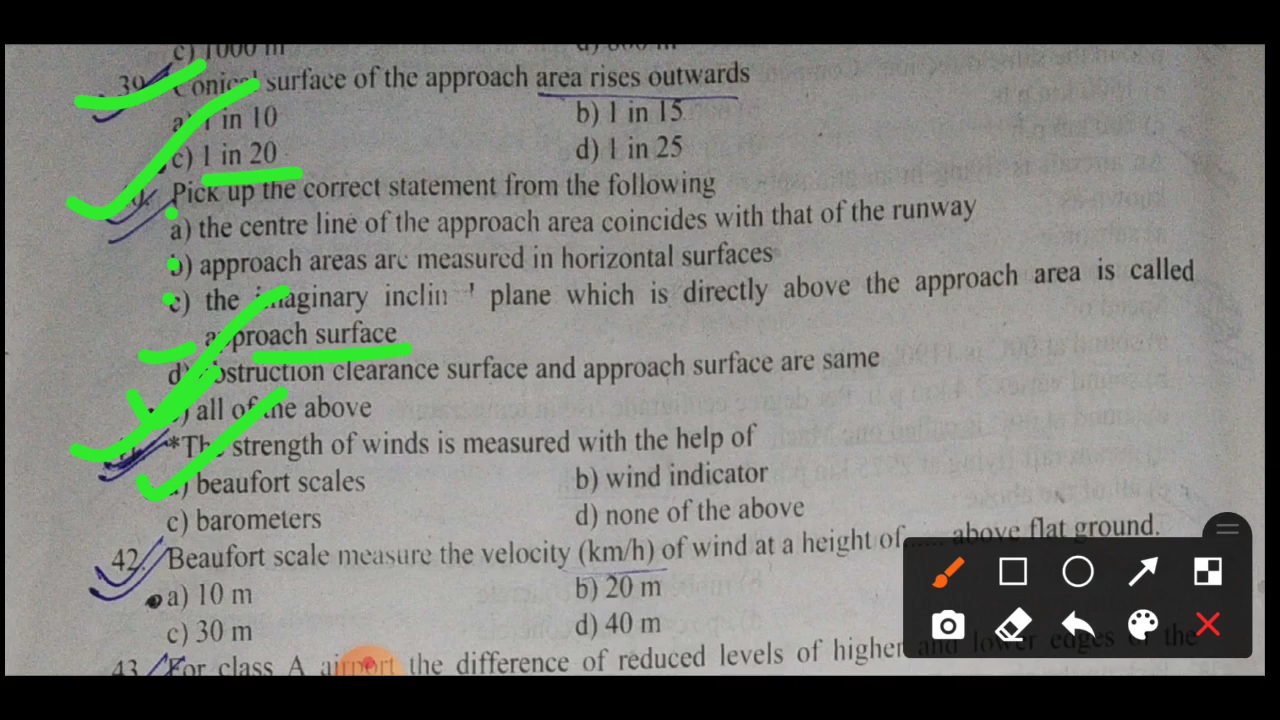 c) 1000 m d) 800 m
39. Conical surface of the approach area rises outwards
a) 1 in 10 b) 1 in 15
c) 1 in 20 d) 1 in 25
Pick up the correct statement from the following
a) the centre line of the approach area coincides with that of the runway
b) approach areas are measured in horizontal surfaces
c) the imaginary inclin d plane which is directly above the approach area is called
approach surface
d) obstruction clearance surface and approach surface are same
e) all of the above
*The strength of winds is measured with the help of
a) beaufort scales b) wind indicator
c) barometers d) none of the above
42. Beaufort scale measure the velocity (km/h) of wind at a height of...... above flat ground.
a) 10 m b) 20 m
c) 30 m d) 40 m
43. For class A airport the difference of reduced levels of higher and lower edges of the